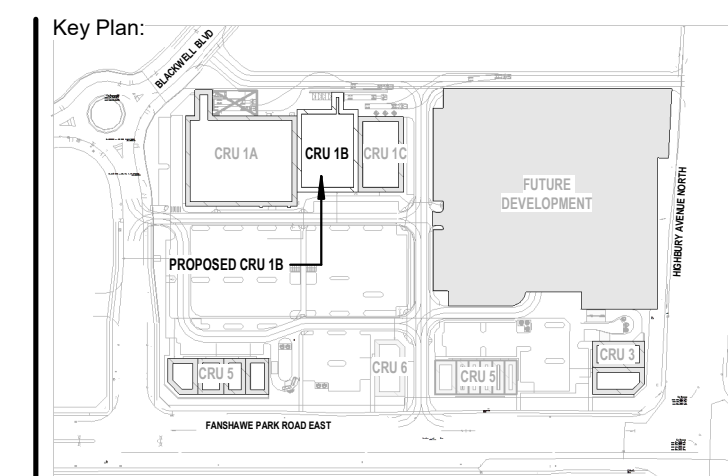 Key Plan:
BLACKWELL BLVD
CRU 1A
CRU 1B
CRU 1C
FUTURE
DEVELOPMENT
HIGHBURY AVENUE NORTH
PROPOSED CRU 1B
CRU 5
CRU 6
CRU 5
CRU 3
FANSHAWE PARK ROAD EAST